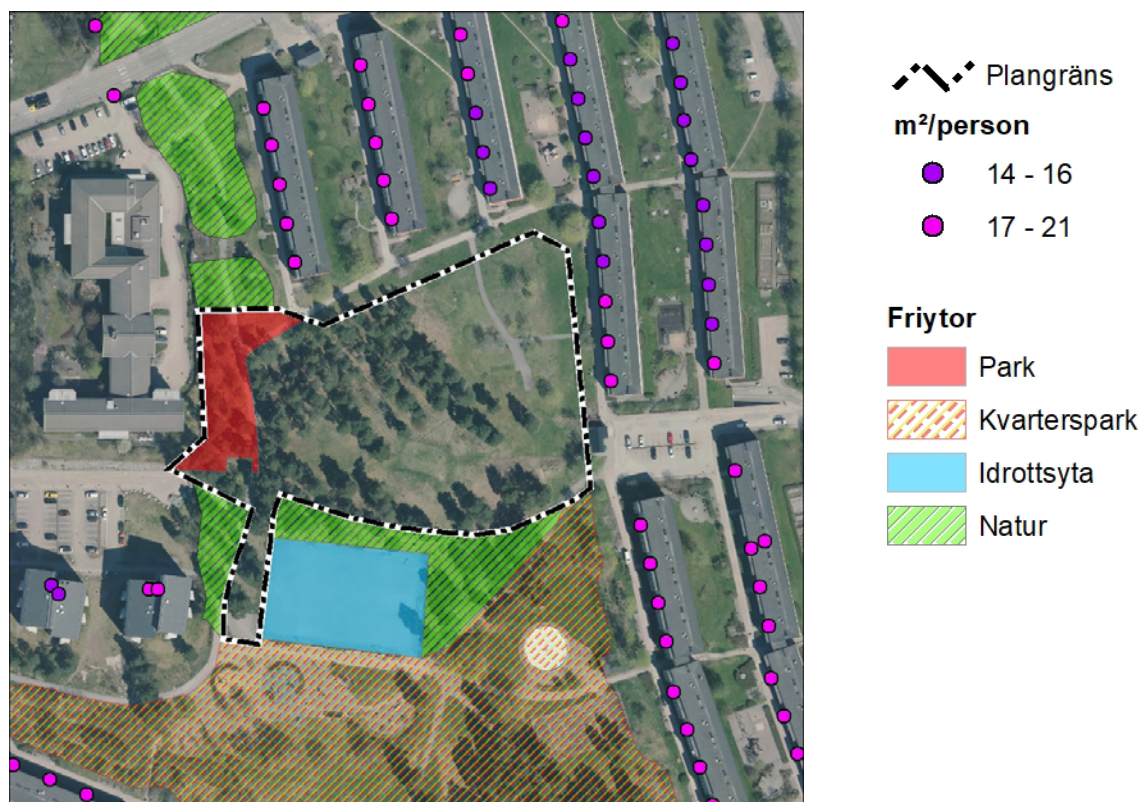 Plangräns
m²/person
14 - 16
17 - 21
Friytor
Park
Kvarterspark
Idrottsyta
Natur